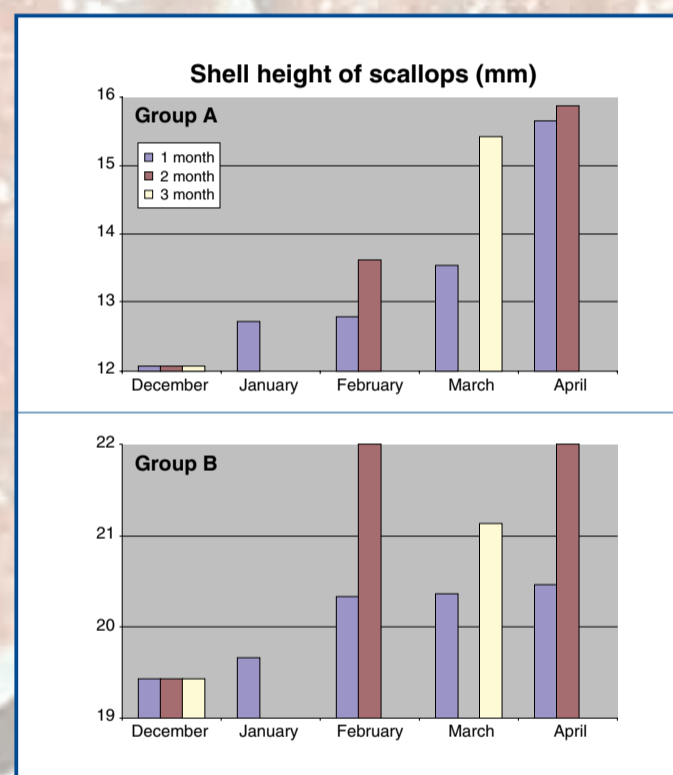 Shell height of scallops (mm)
16
Group A
1 month
2 month
3 month
15
14
13
12
December January February March April
22
Group B
21
20
19
December January February March April